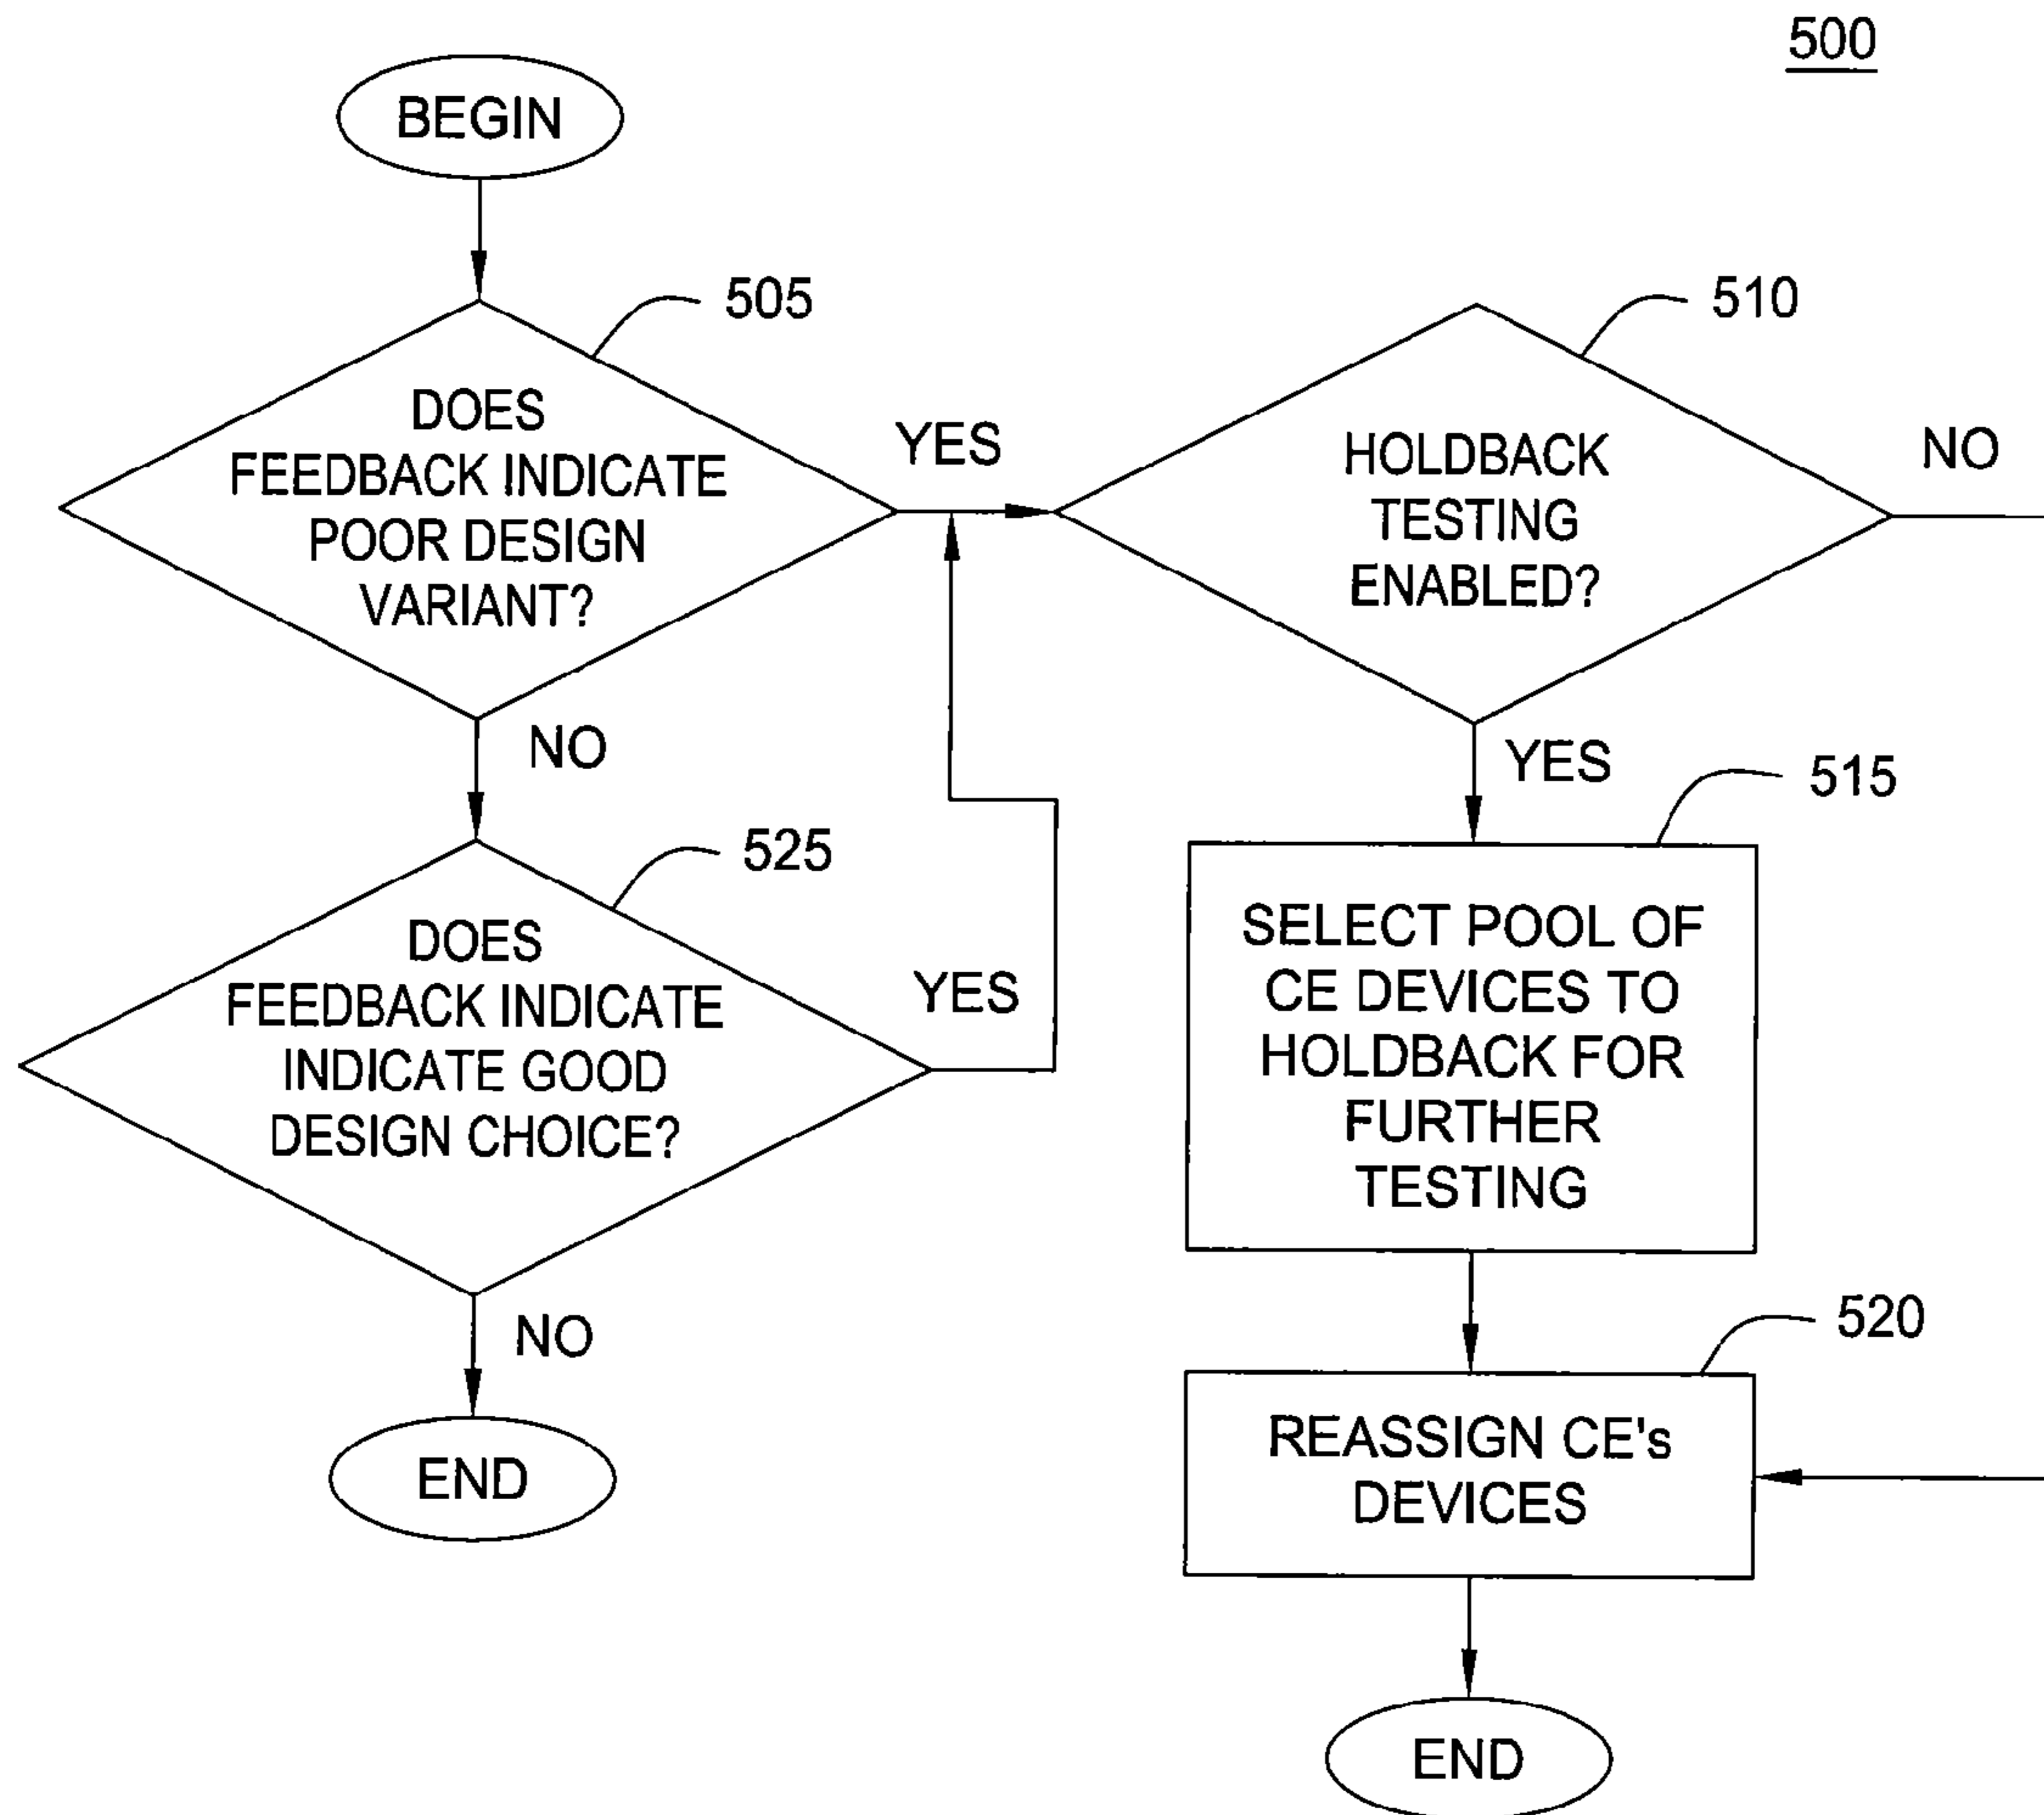 500
BEGIN
505
DOES
FEEDBACK INDICATE
POOR DESIGN
VARIANT?
YES
NO
510
HOLDBACK
TESTING
ENABLED?
NO
YES
525
DOES
FEEDBACK INDICATE
INDICATE GOOD
DESIGN CHOICE?
YES
NO
END
515
SELECT POOL OF
CE DEVICES TO
HOLDBACK FOR
FURTHER
TESTING
520
REASSIGN CE's
DEVICES
END